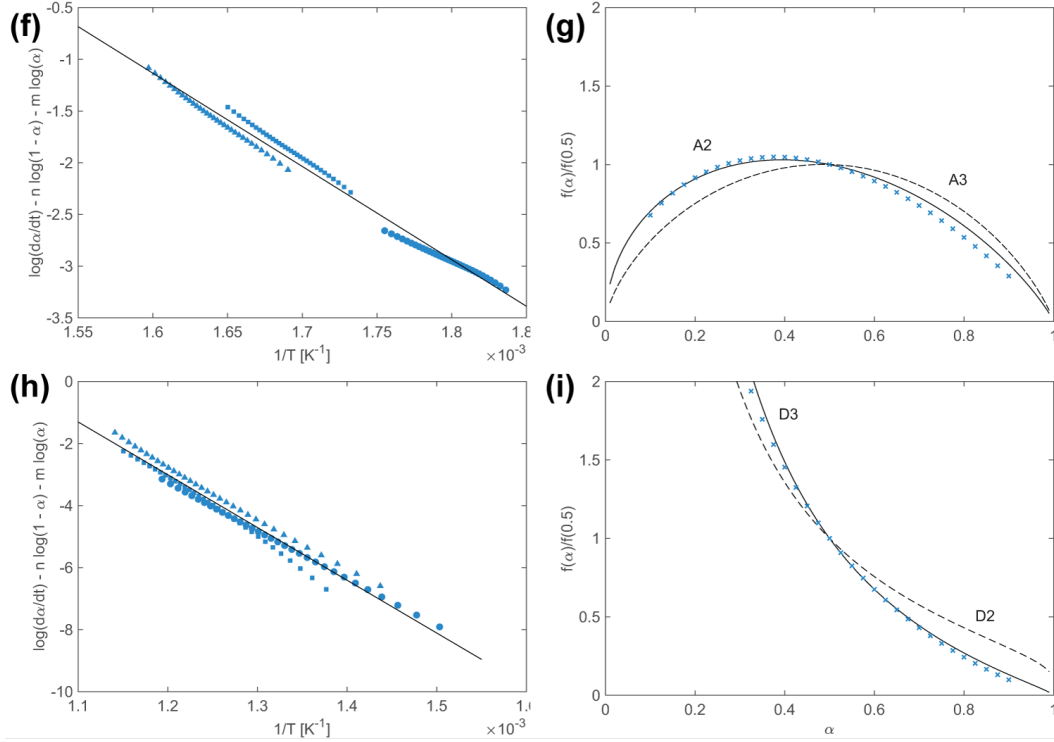 (f)
-0.5
-1
-1.5
-2
-2.5
-3
-3.5
log(dα/dt) - n log(1 - α) - m log(α)
1.55 1.6 1.65 1.7 1.75 1.8 1.8
1/T [K⁻¹]
×10⁻³
(g)
2
1.5
1
0.5
0
f(α)/f(0.5)
A2
A3
0 0.2 0.4 0.6 0.8 1
(h)
0
-2
-4
-6
-8
-10
log(dα/dt) - n log(1 - α) - m log(α)
1.1 1.2 1.3 1.4 1.5 1.6
1/T [K⁻¹]
×10⁻³
(i)
2
1.5
1
0.5
0
f(α)/f(0.5)
D3
D2
0 0.2 0.4 0.6 0.8 1
α